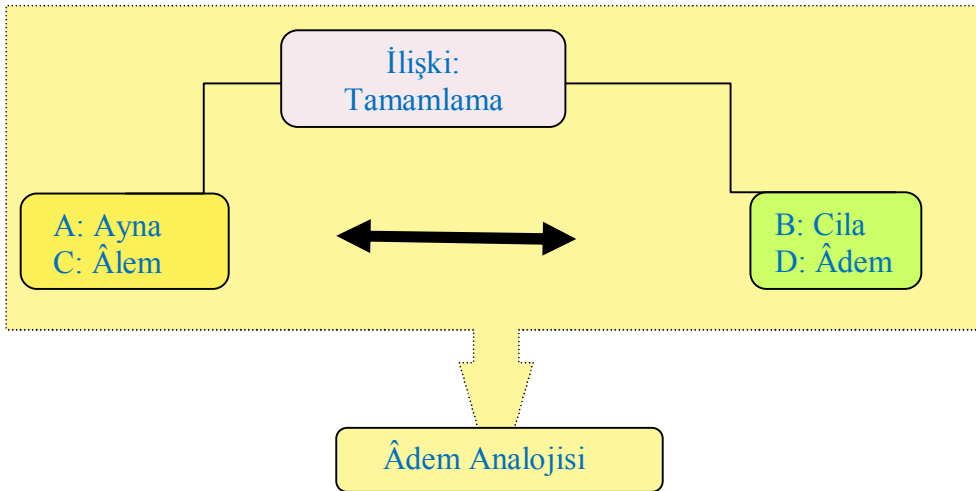 İlişki:
Tamamlama
A: Ayna
C: Âlem
B: Cila
D: Âdem
Âdem Analojisi